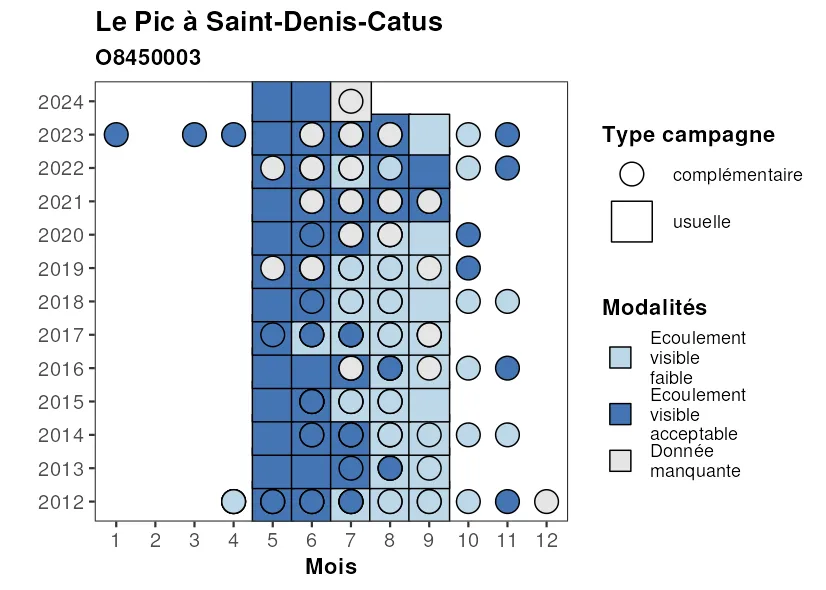 Le Pic à Saint-Denis-Catus
O8450003
2024
2023
2022
2021
2020
2019
2018
2017
2016
2015
2014
2013
2012
1 2 3 4 5 6 7 8 9 10 11 12
Mois
Type campagne
complémentaire
usuelle
Modalités
Ecoulement
visible
faible
Ecoulement
visible
acceptable
Donnée
manquante